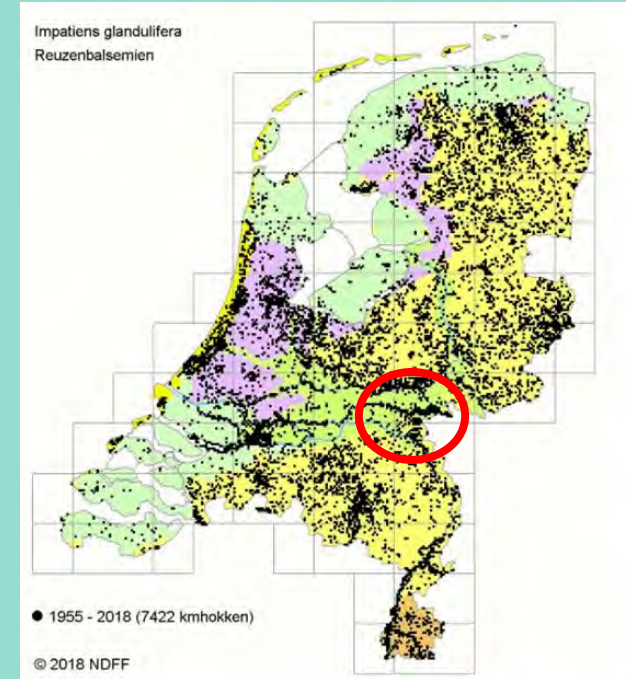 Impatiens glandulifera
Reuzenbalsemien
1955 - 2018 (7422 kmhokken)
© 2018 NDFF